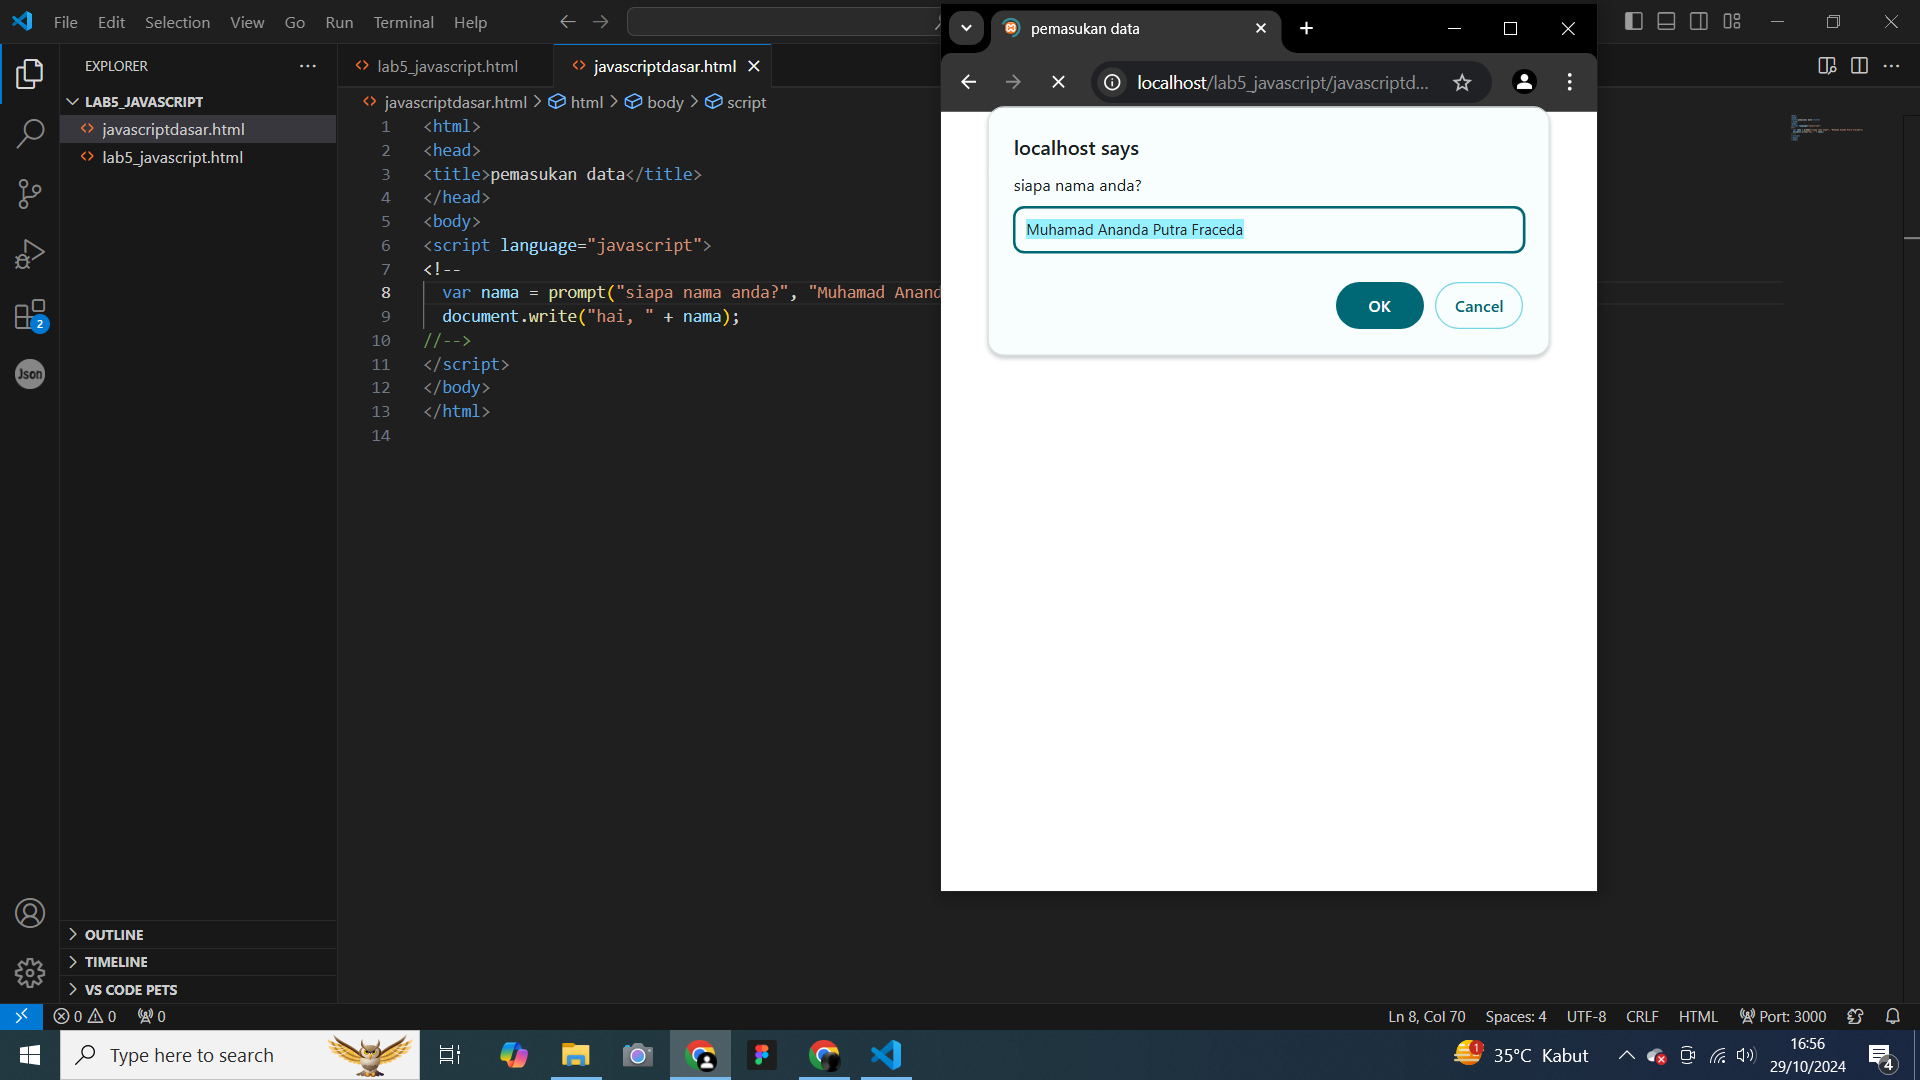 File Edit Selection View Go Run Terminal Help
EXPLORER
LAB5_JAVASCRIPT
javascriptdasar.html
lab5_javascript.html
OUTLINE
TIMELINE
VS CODE PETS
2
Json
lab5_javascript.html javascriptdasar.html
javascriptdasar.html html body script
1 <html>
2 <head>
3 <title>pemasukan data</title>
4 </head>
5 <body>
6 <script language="javascript">
7 <!--
8 var nama = prompt("siapa nama anda?", "Muhamad Anand
9 document.write("hai, " + nama);
10 //-->
11 </script>
12 </body>
13 </html>
14
pemasukan data
localhost/lab5_javascript/javascriptd...
localhost says
siapa nama anda?
Muhamad Ananda Putra Fraceda
OK Cancel
0 0 0
Ln 8, Col 70 Spaces: 4 UTF-8 CRLF HTML Port: 3000
Type here to search
1
35°C Kabut
16:56
29/10/2024
4